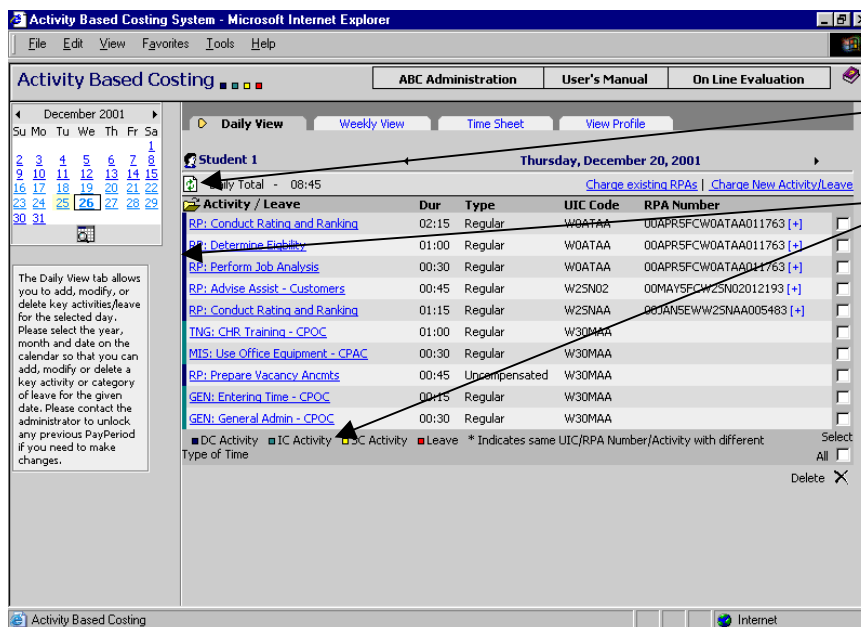 Activity Based Costing System - Microsoft Internet Explorer
File Edit View Favorites Tools Help
Activity Based Costing
ABC Administration User's Manual On Line Evaluation
December 2001
Su Mo Tu We Th Fr Sa
1
2 3 4 5 6 7 8
9 10 11 12 13 14 15
16 17 18 19 20 21 22
23 24 25 26 27 28 29
30 31
The Daily View tab allows
you to add, modify, or
delete key activities/leave
for the selected day.
Please select the year,
month and date on the
calendar so that you can
add, modify or delete a
key activity or category
of leave for the given
date. Please contact the
administrator to unlock
any previous PayPeriod
if you need to make
changes.
Daily View Weekly View Time Sheet View Profile
Student 1 Thursday, December 20, 2001
Daily Total - 08:45 Charge existing RPAs | Charge New Activity/Leave
Activity / Leave Dur Type UIC Code RPA Number
RP: Conduct Rating and Ranking 02:15 Regular W0ATAA 00APR5FCW0ATAA011763 [+]
RP: Determine Eigbility 01:00 Regular W0ATAA 00APR5FCW0ATAA011763 [+]
RP: Perform Job Analysis 00:30 Regular W0ATAA 00APR5FCW0ATAA011763 [+]
RP: Advise Assist - Customers 00:45 Regular W2SN02 00MAY5FCW2SN02012193 [+]
RP: Conduct Rating and Ranking 01:15 Regular W2SNAA 00JAN5EWW2SNAA005483 [+]
TNG: CHR Training - CPOC 01:00 Regular W30MAA
MIS: Use Office Equipment - CPAC 00:30 Regular W30MAA
RP: Prepare Vacancy Ancmts 00:45 Uncompensated W30MAA
GEN: Entering Time - CPOC 00:15 Regular W30MAA
GEN: General Admin - CPOC 00:30 Regular W30MAA
DC Activity IC Activity SC Activity Leave * Indicates same UIC/RPA Number/Activity with different
Type of Time
Select
All
Delete
Activity Based Costing Internet